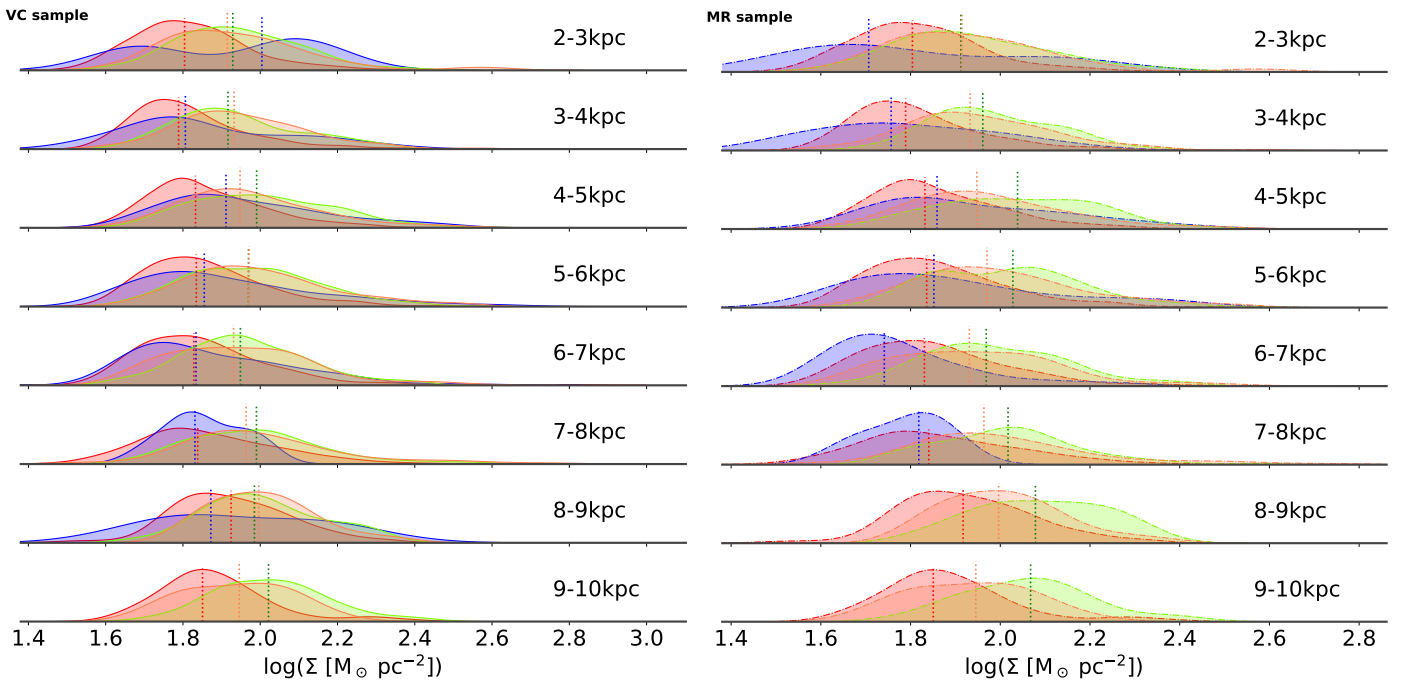 VC sample
2-3kpc
3-4kpc
4-5kpc
5-6kpc
6-7kpc
7-8kpc
8-9kpc
9-10kpc
1.4 1.6 1.8 2.0 2.2 2.4 2.6 2.8 3.0
log(Σ [M⊙ pc⁻²])
MR sample
2-3kpc
3-4kpc
4-5kpc
5-6kpc
6-7kpc
7-8kpc
8-9kpc
9-10kpc
1.4 1.6 1.8 2.0 2.2 2.4 2.6 2.8
log(Σ [M⊙ pc⁻²])